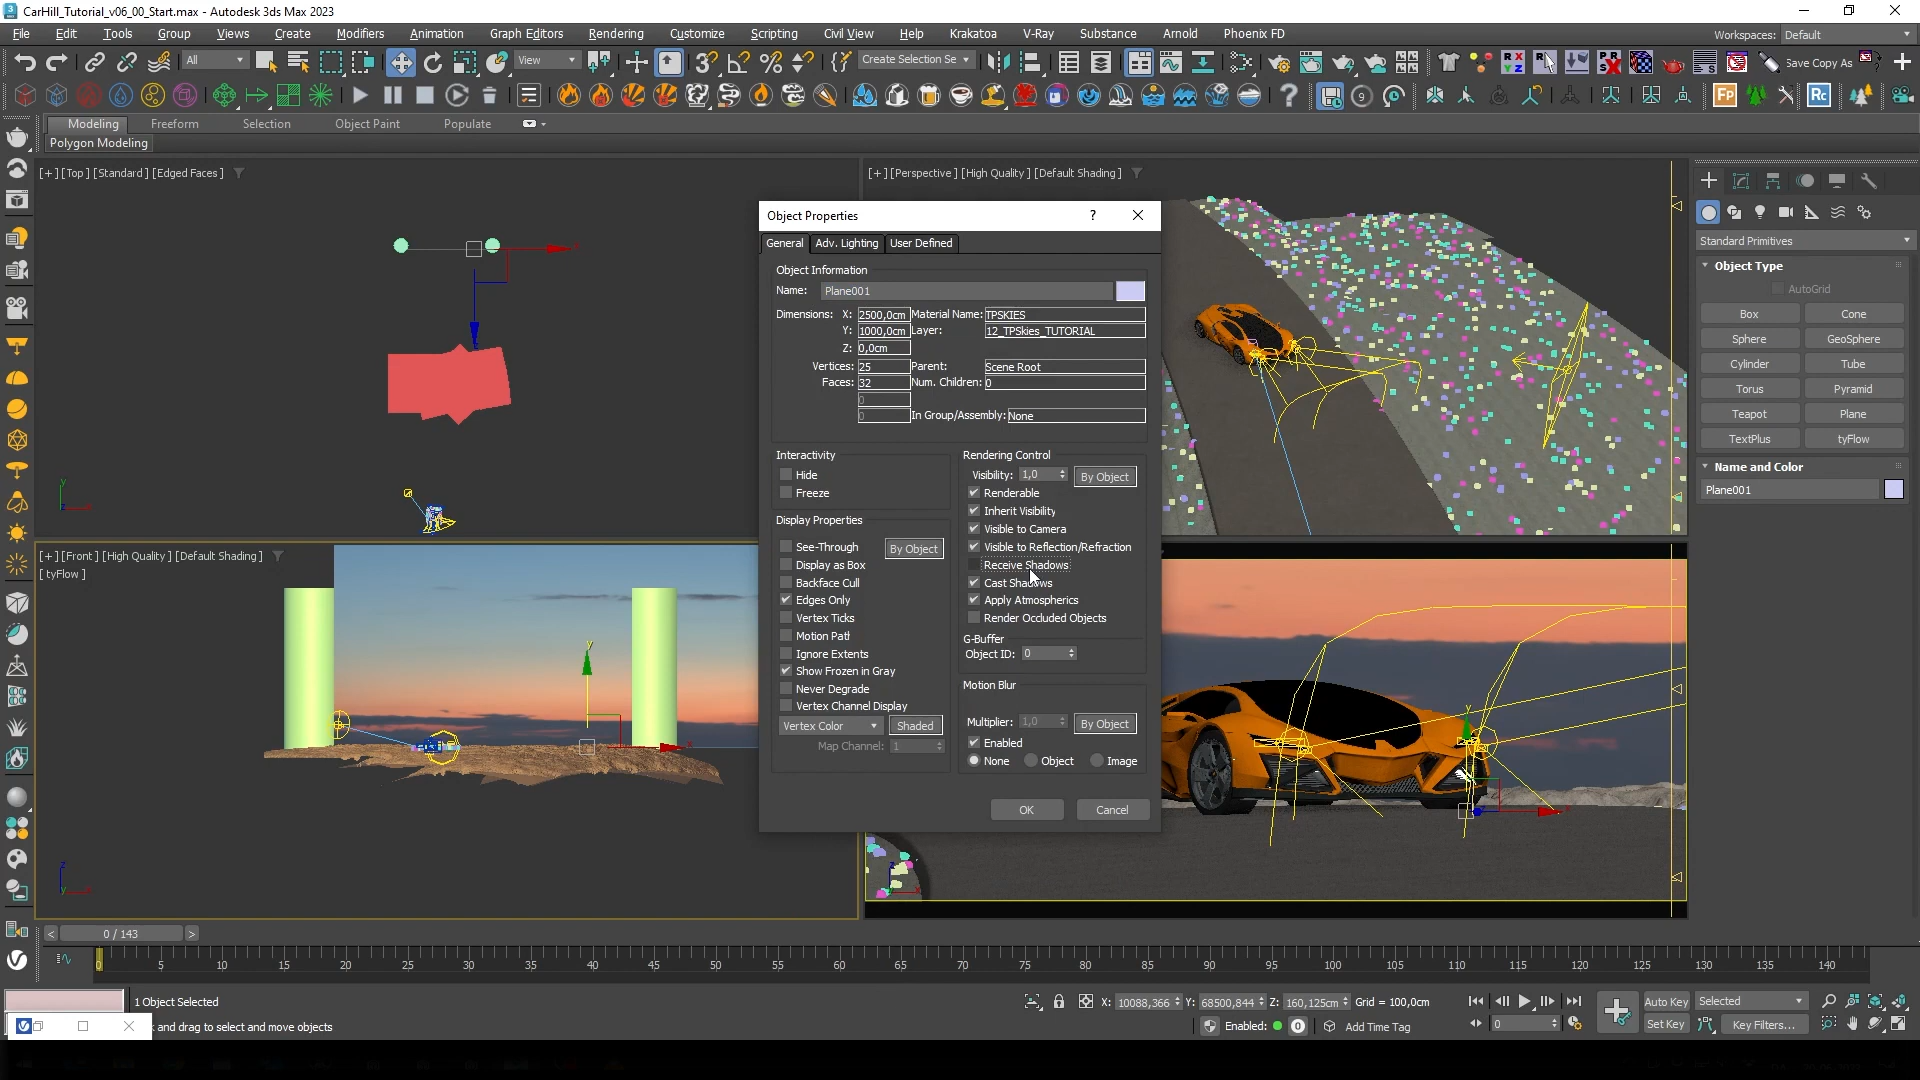 CarHill_Tutorial_v06_00_Start.max - Autodesk 3ds Max 2023
File Edit Tools Group Views Create Modifiers Animation Graph Editors Rendering Customize Scripting Civil View Help Krakatoa V-Ray Substance Arnold Phoenix FD Workspaces: Default
All View Create Selection Se Save Copy As
Modeling Freeform Selection Object Paint Populate
Polygon Modeling
[+] [Top] [Standard] [Edged Faces]
[+] [Perspective] [High Quality] [Default Shading]
[+] [Front] [High Quality] [Default Shading]
[ tyFlow ]
Object Properties
General Adv. Lighting User Defined
Object Information
Name: Plane001
Dimensions: X: 2500,0cm Material Name: TPSKIES
Y: 1000,0cm Layer: 12_TPSkies_TUTORIAL
Z: 0,0cm
Vertices: 25 Parent: Scene Root
Faces: 32 Num. Children: 0
0
0 In Group/Assembly: None
Interactivity
Hide
Freeze
Display Properties
See-Through By Object
Display as Box
Backface Cull
Edges Only
Vertex Ticks
Motion Path
Ignore Extents
Show Frozen in Gray
Never Degrade
Vertex Channel Display
Vertex Color Shaded
Map Channel: 1
Rendering Control
Visibility: 1,0 By Object
Renderable
Inherit Visibility
Visible to Camera
Visible to Reflection/Refraction
Receive Shadows
Cast Shadows
Apply Atmospherics
Render Occluded Objects
G-Buffer
Object ID: 0
Motion Blur
Multiplier: 1,0 By Object
Enabled
None Object Image
OK Cancel
Standard Primitives
Object Type
AutoGrid
Box Cone
Sphere GeoSphere
Cylinder Tube
Torus Pyramid
Teapot Plane
TextPlus tyFlow
Name and Color
Plane001
< 0 / 143 >
0 5 10 15 20 25 30 35 40 45 50 55 60 65 70 75 80 85 90 95 100 105 110 115 120 125 130 135 140
1 Object Selected
k and drag to select and move objects
X: 10088,366 Y: 68500,844 Z: 160,125cm Grid = 100,0cm
Enabled: 0 Add Time Tag
Auto Key Selected
0 Set Key Key Filters...